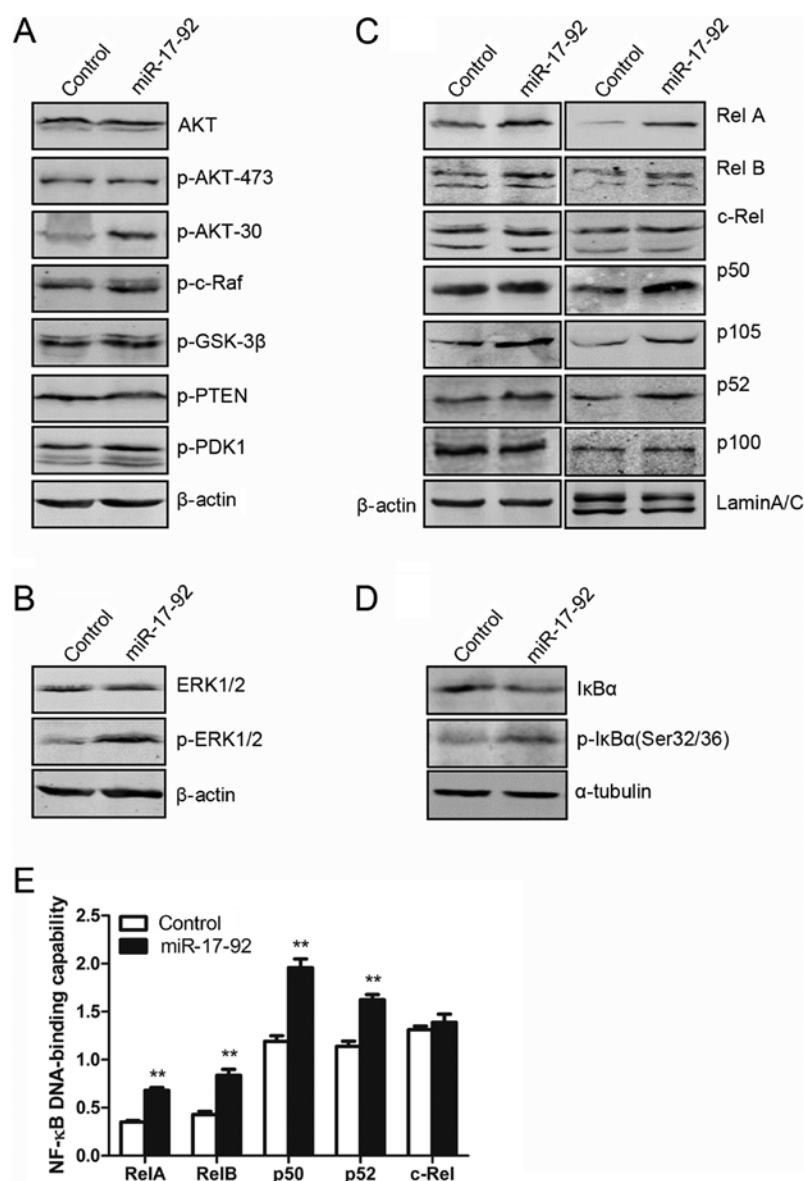 A
Control
miR-17-92
AKT
p-AKT-473
p-AKT-30
p-c-Raf
p-GSK-3β
p-PTEN
p-PDK1
β-actin
B
Control
miR-17-92
ERK1/2
p-ERK1/2
β-actin
C
Control
miR-17-92
Control
miR-17-92
Rel A
Rel B
c-Rel
p50
p105
p52
p100
β-actin
LaminA/C
D
Control
miR-17-92
IκBα
p-IκBα(Ser32/36)
α-tubulin
E
NF-κB DNA-binding capability
2.5
2.0
1.5
1.0
0.5
0.0
Control
miR-17-92
**
**
**
**
RelA
RelB
p50
p52
c-Rel